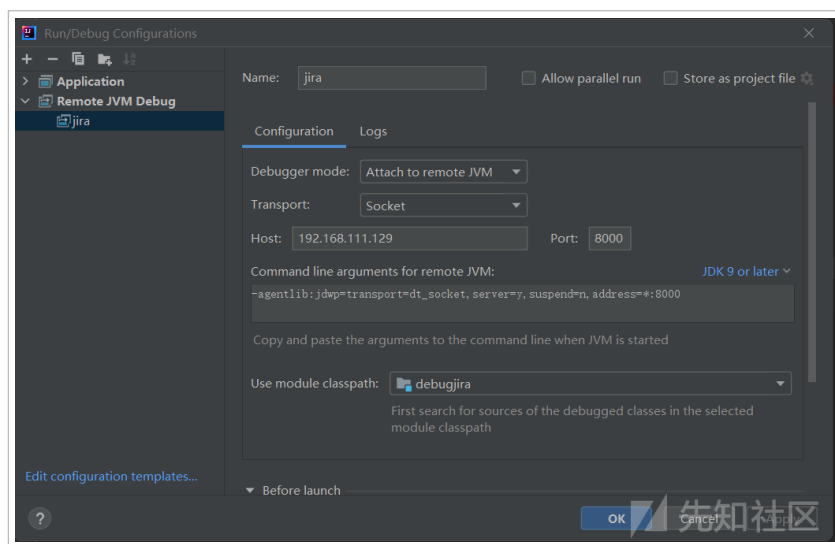 Run/Debug Configurations
Application
Remote JVM Debug
jira
Edit configuration templates...
Name: jira Allow parallel run Store as project file
Configuration Logs
Debugger mode: Attach to remote JVM
Transport: Socket
Host: 192.168.111.129 Port: 8000
Command line arguments for remote JVM: JDK 9 or later
-agentlib:jdwp=transport=dt_socket,server=y,suspend=n,address=*:8000
Copy and paste the arguments to the command line when JVM is started
Use module classpath: debugjira
First search for sources of the debugged classes in the selected
module classpath
Before launch
? OK Cancel Apply
先知社区